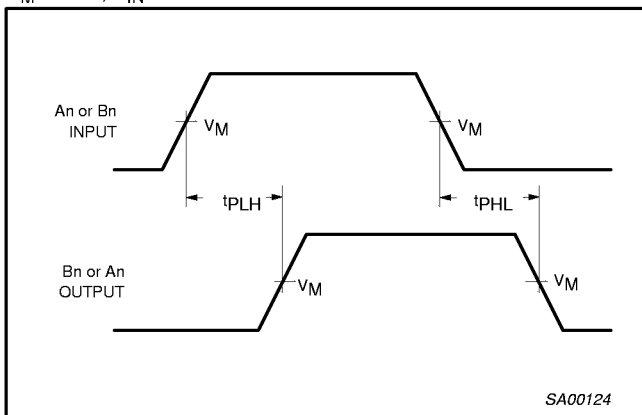 An or Bn
INPUT
VM
VM
tPLH
tPHL
Bn or An
OUTPUT
VM
VM
SA00124